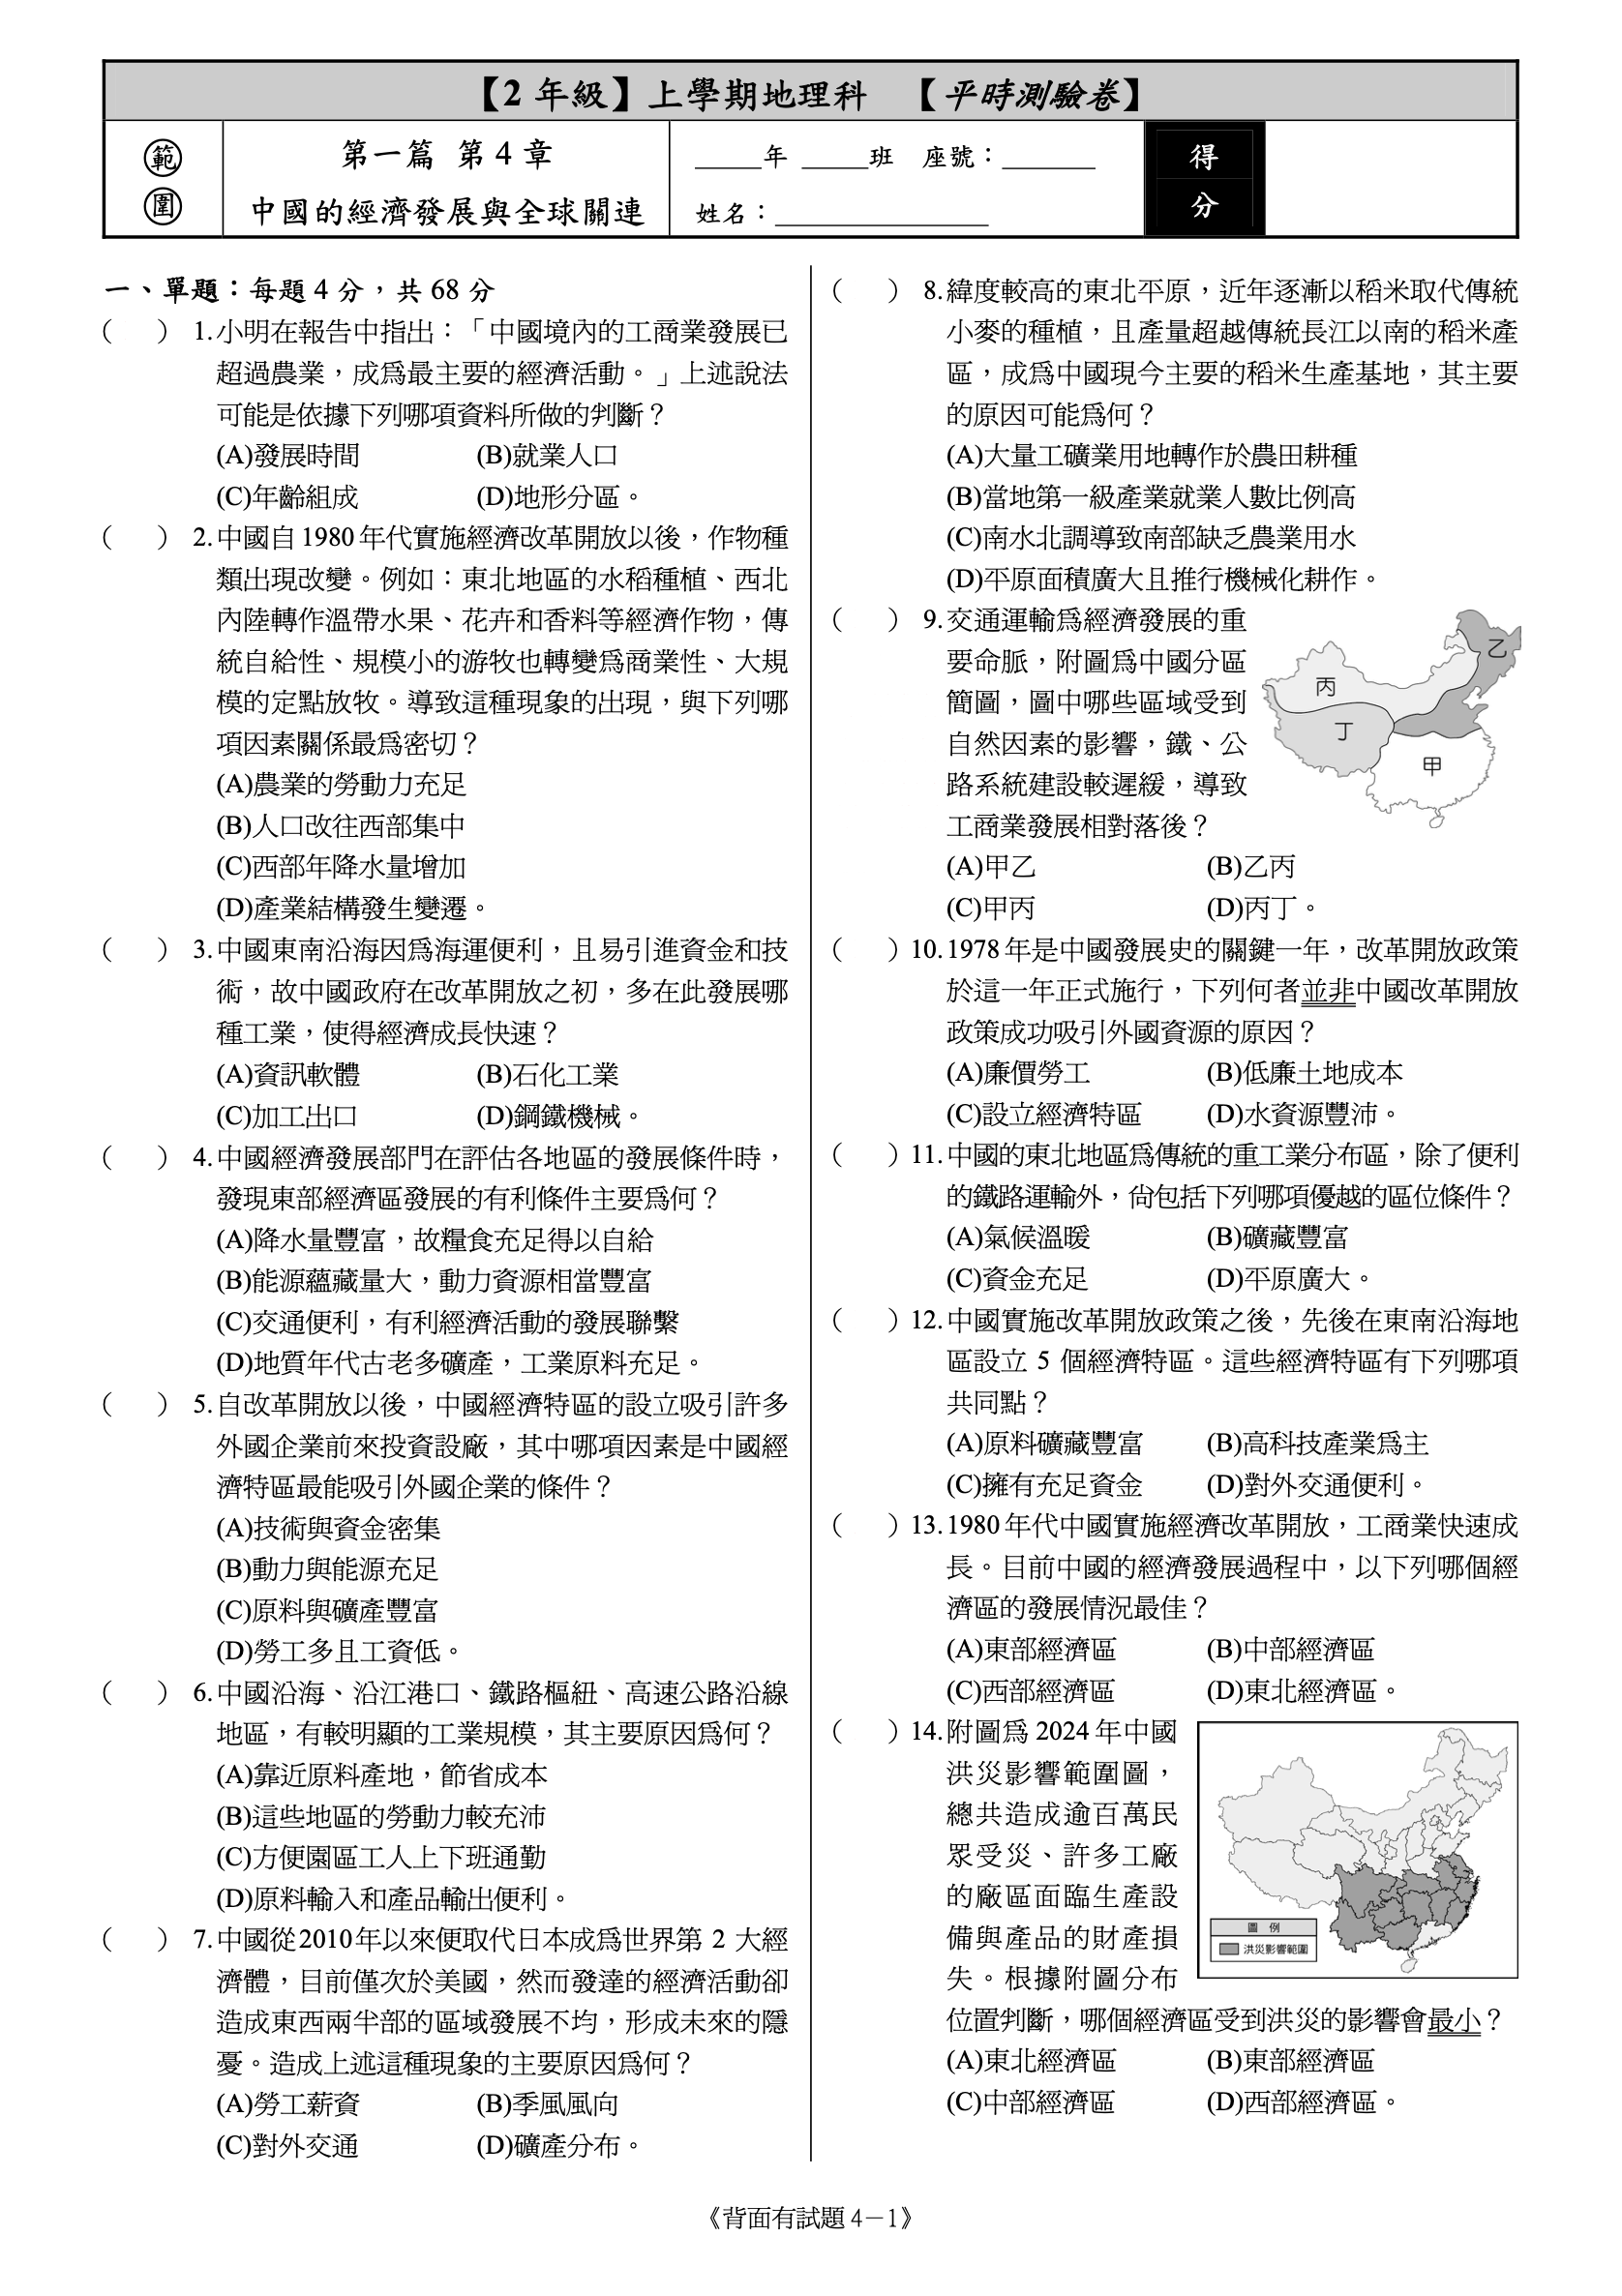 【2 年級】上學期地理科 【平時測驗卷】
範圍
第一篇 第 4 章
中國的經濟發展與全球關連
＿＿＿年 ＿＿＿班 座號：＿＿＿＿
姓名：＿＿＿＿＿＿＿＿
得分
一、單題：每題 4 分，共 68 分
（　）1.小明在報告中指出：「中國境內的工商業發展已
超過農業，成為最主要的經濟活動。」上述說法
可能是依據下列哪項資料所做的判斷？
(A)發展時間 (B)就業人口
(C)年齡組成 (D)地形分區。
（　）2.中國自 1980 年代實施經濟改革開放以後，作物種
類出現改變。例如：東北地區的水稻種植、西北
內陸轉作溫帶水果、花卉和香料等經濟作物，傳
統自給性、規模小的游牧也轉變為商業性、大規
模的定點放牧。導致這種現象的出現，與下列哪
項因素關係最為密切？
(A)農業的勞動力充足
(B)人口改往西部集中
(C)西部年降水量增加
(D)產業結構發生變遷。
（　）3.中國東南沿海因為海運便利，且易引進資金和技
術，故中國政府在改革開放之初，多在此發展哪
種工業，使得經濟成長快速？
(A)資訊軟體 (B)石化工業
(C)加工出口 (D)鋼鐵機械。
（　）4.中國經濟發展部門在評估各地區的發展條件時，
發現東部經濟區發展的有利條件主要為何？
(A)降水量豐富，故糧食充足得以自給
(B)能源蘊藏量大，動力資源相當豐富
(C)交通便利，有利經濟活動的發展聯繫
(D)地質年代古老多礦產，工業原料充足。
（　）5.自改革開放以後，中國經濟特區的設立吸引許多
外國企業前來投資設廠，其中哪項因素是中國經
濟特區最能吸引外國企業的條件？
(A)技術與資金密集
(B)動力與能源充足
(C)原料與礦產豐富
(D)勞工多且工資低。
（　）6.中國沿海、沿江港口、鐵路樞紐、高速公路沿線
地區，有較明顯的工業規模，其主要原因為何？
(A)靠近原料產地，節省成本
(B)這些地區的勞動力較充沛
(C)方便園區工人上下班通勤
(D)原料輸入和產品輸出便利。
（　）7.中國從2010年以來便取代日本成為世界第 2 大經
濟體，目前僅次於美國，然而發達的經濟活動卻
造成東西兩半部的區域發展不均，形成未來的隱
憂。造成上述這種現象的主要原因為何？
(A)勞工薪資 (B)季風風向
(C)對外交通 (D)礦產分布。
（　）8.緯度較高的東北平原，近年逐漸以稻米取代傳統
小麥的種植，且產量超越傳統長江以南的稻米產
區，成為中國現今主要的稻米生產基地，其主要
的原因可能為何？
(A)大量工礦業用地轉作於農田耕種
(B)當地第一級產業就業人數比例高
(C)南水北調導致南部缺乏農業用水
(D)平原面積廣大且推行機械化耕作。
（　）9.交通運輸為經濟發展的重
要命脈，附圖為中國分區
簡圖，圖中哪些區域受到
自然因素的影響，鐵、公
路系統建設較遲緩，導致
工商業發展相對落後？
乙
丙
丁
甲
(A)甲乙 (B)乙丙
(C)甲丙 (D)丙丁。
（　）10.1978 年是中國發展史的關鍵一年，改革開放政策
於這一年正式施行，下列何者並非中國改革開放
政策成功吸引外國資源的原因？
(A)廉價勞工 (B)低廉土地成本
(C)設立經濟特區 (D)水資源豐沛。
（　）11.中國的東北地區為傳統的重工業分布區，除了便利
的鐵路運輸外，尚包括下列哪項優越的區位條件？
(A)氣候溫暖 (B)礦藏豐富
(C)資金充足 (D)平原廣大。
（　）12.中國實施改革開放政策之後，先後在東南沿海地
區設立 5 個經濟特區。這些經濟特區有下列哪項
共同點？
(A)原料礦藏豐富 (B)高科技產業為主
(C)擁有充足資金 (D)對外交通便利。
（　）13.1980 年代中國實施經濟改革開放，工商業快速成
長。目前中國的經濟發展過程中，以下列哪個經
濟區的發展情況最佳？
(A)東部經濟區 (B)中部經濟區
(C)西部經濟區 (D)東北經濟區。
（　）14.附圖為 2024 年中國
洪災影響範圍圖，
總共造成逾百萬民
眾受災、許多工廠
的廠區面臨生產設
備與產品的財產損
失。根據附圖分布
位置判斷，哪個經濟區受到洪災的影響會最小？
圖 例
洪災影響範圍
(A)東北經濟區 (B)東部經濟區
(C)中部經濟區 (D)西部經濟區。
《背面有試題 4－1》